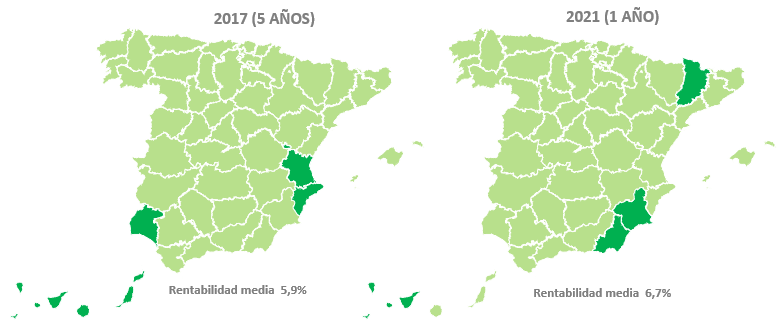 2017 (5 AÑOS)
2021 (1 AÑO)
Rentabilidad media 5,9%
Rentabilidad media 6,7%